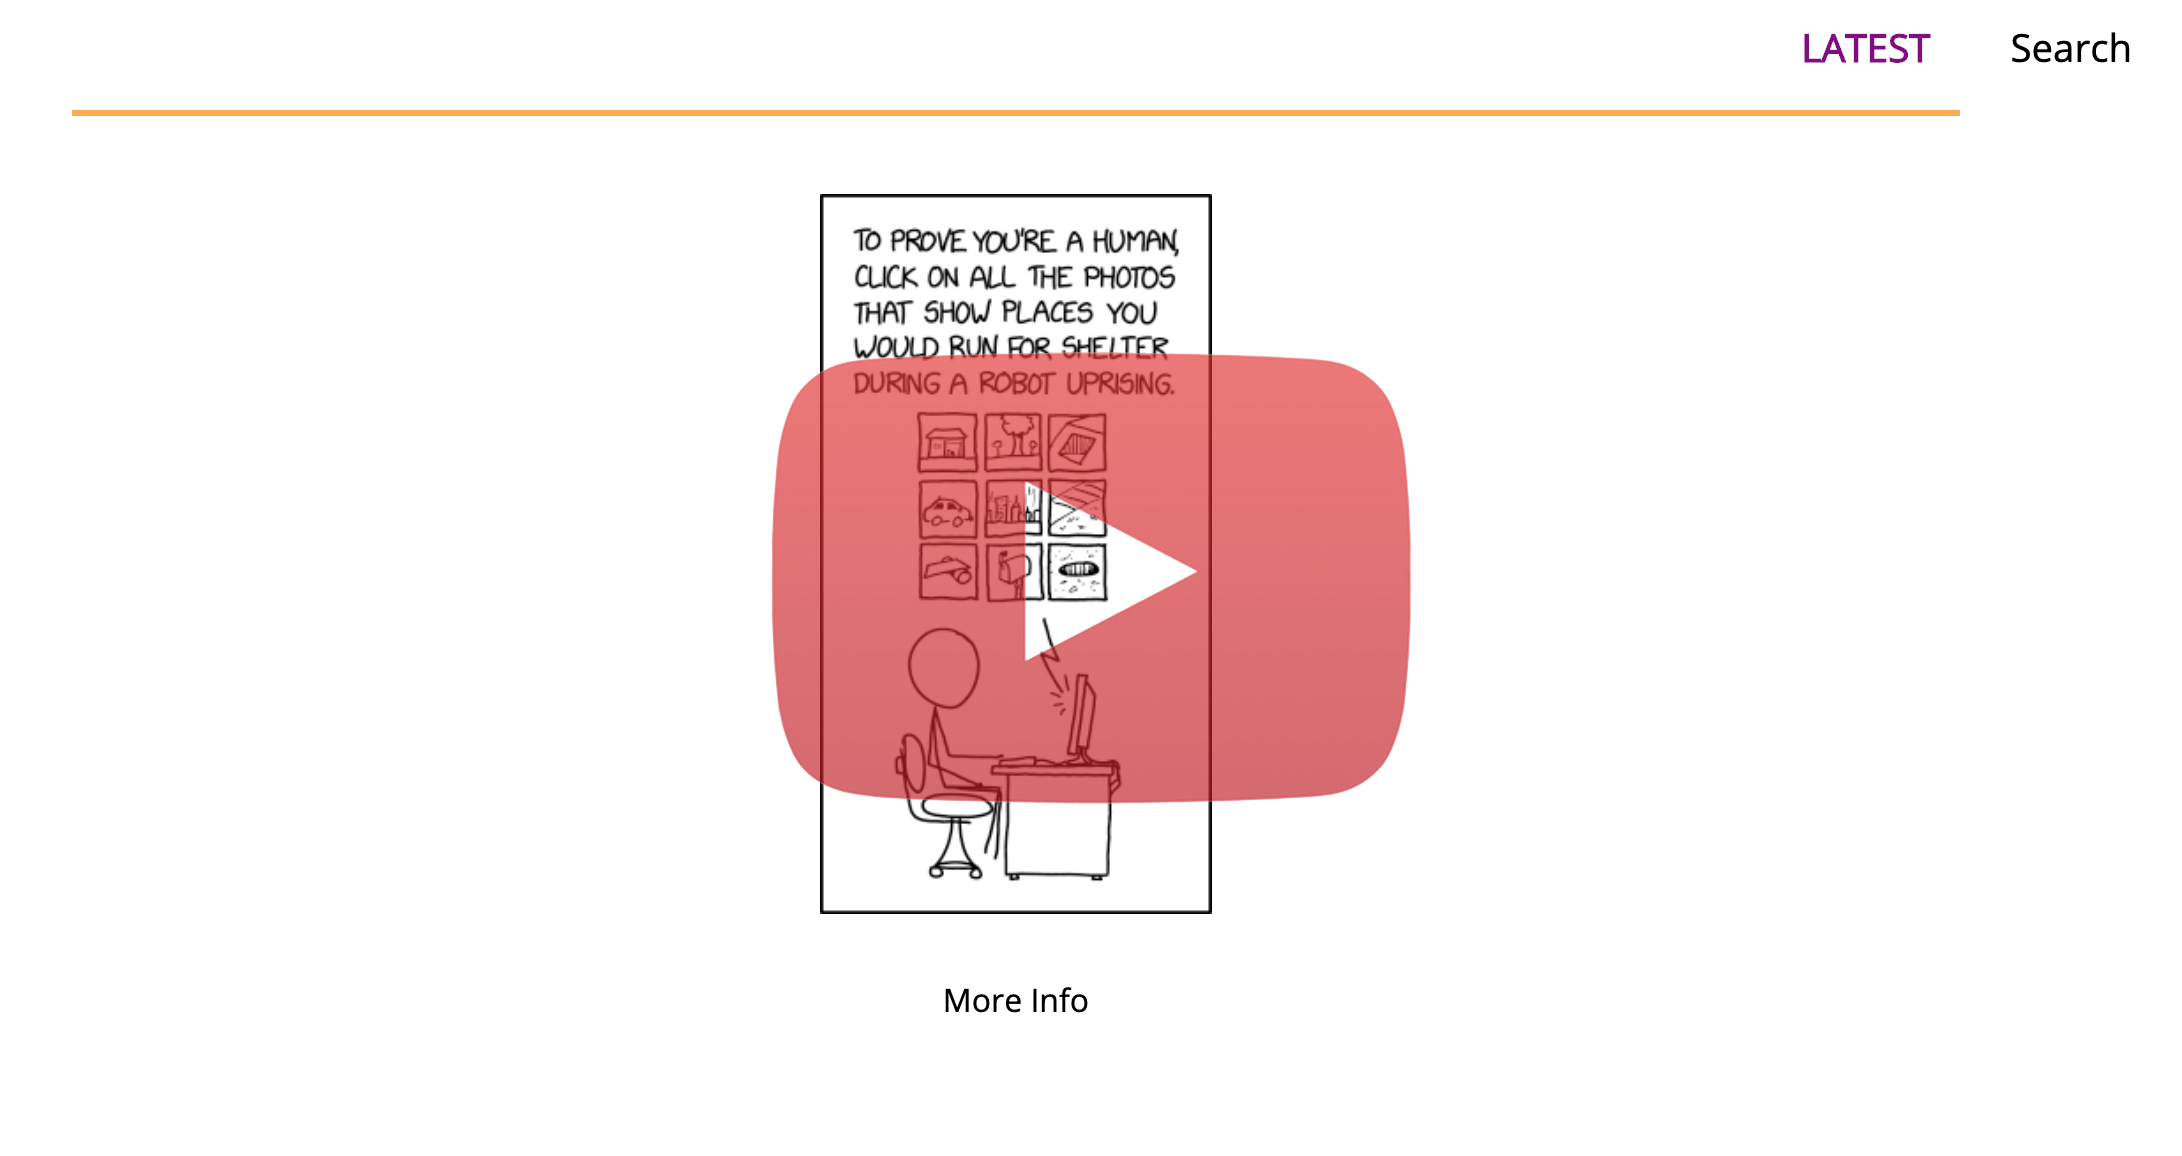 LATEST Search
TO PROVE YOU'RE A HUMAN,
CLICK ON ALL THE PHOTOS
THAT SHOW PLACES YOU
WOULD RUN FOR SHELTER
DURING A ROBOT UPRISING.
More Info